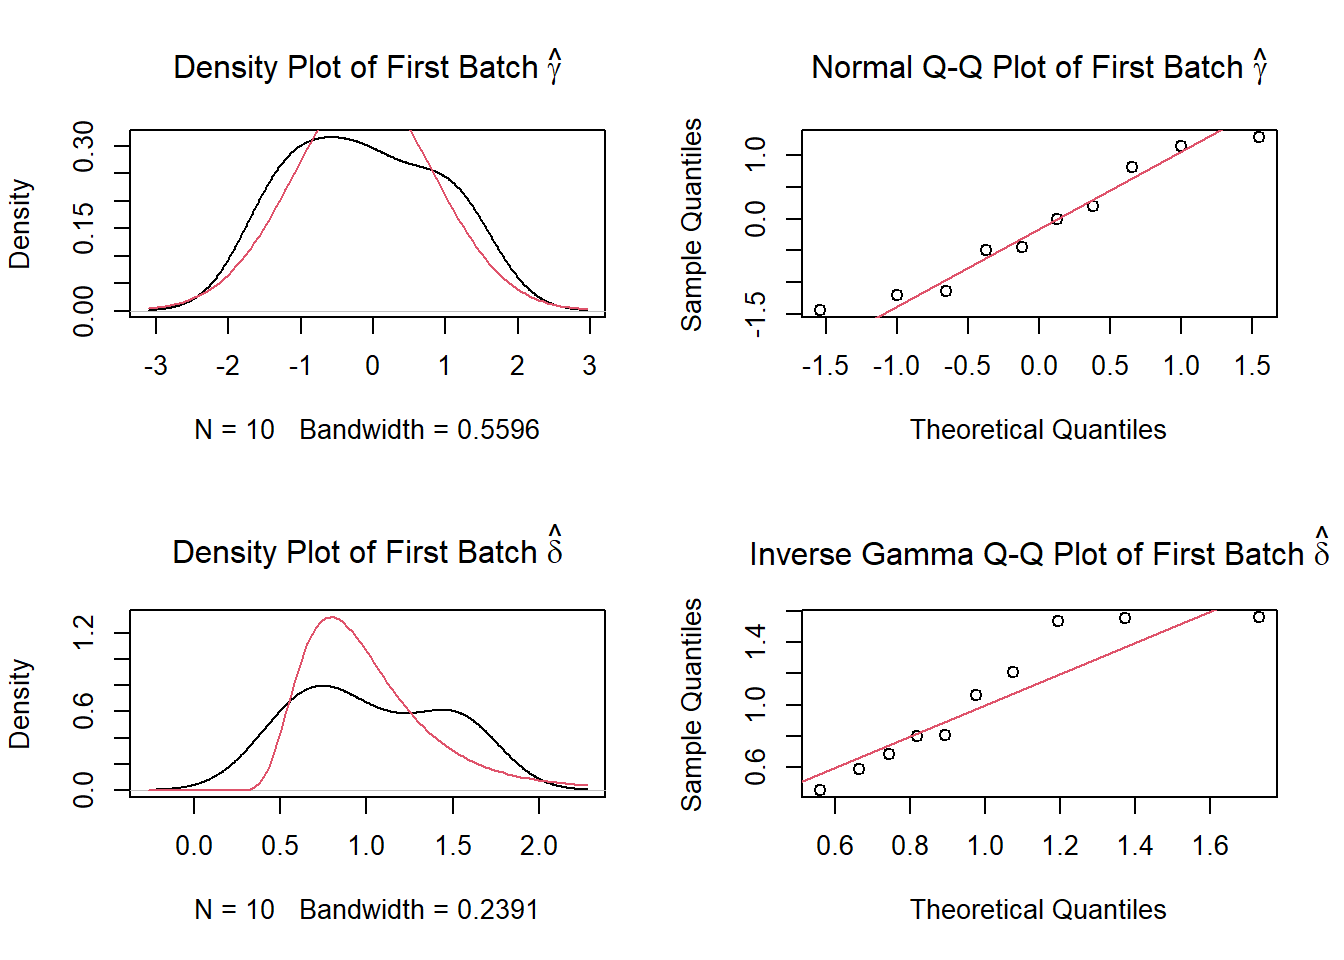 Density Plot of First Batch γ̂
Density
0.00 0.15 0.30
-3 -2 -1 0 1 2 3
N = 10 Bandwidth = 0.5596
Normal Q-Q Plot of First Batch γ̂
Sample Quantiles
-1.5 0.0 1.0
-1.5 -1.0 -0.5 0.0 0.5 1.0 1.5
Theoretical Quantiles
Density Plot of First Batch δ̂
Density
0.0 0.6 1.2
0.0 0.5 1.0 1.5 2.0
N = 10 Bandwidth = 0.2391
Inverse Gamma Q-Q Plot of First Batch δ̂
Sample Quantiles
0.6 1.0 1.4
0.6 0.8 1.0 1.2 1.4 1.6
Theoretical Quantiles